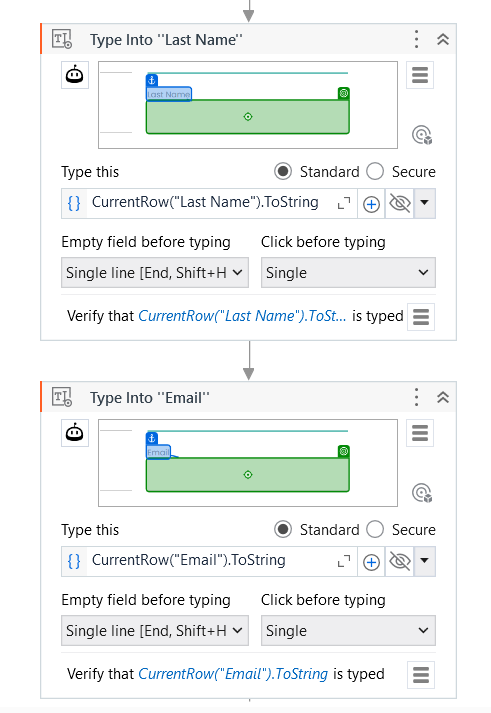 Type Into ''Last Name''
Last Name
Type this
Standard
Secure
CurrentRow("Last Name").ToString
Empty field before typing
Click before typing
Single line [End, Shift+H
Single
Verify that CurrentRow("Last Name").ToSt... is typed
Type Into ''Email''
Email
Type this
Standard
Secure
CurrentRow("Email").ToString
Empty field before typing
Click before typing
Single line [End, Shift+H
Single
Verify that CurrentRow("Email").ToString is typed